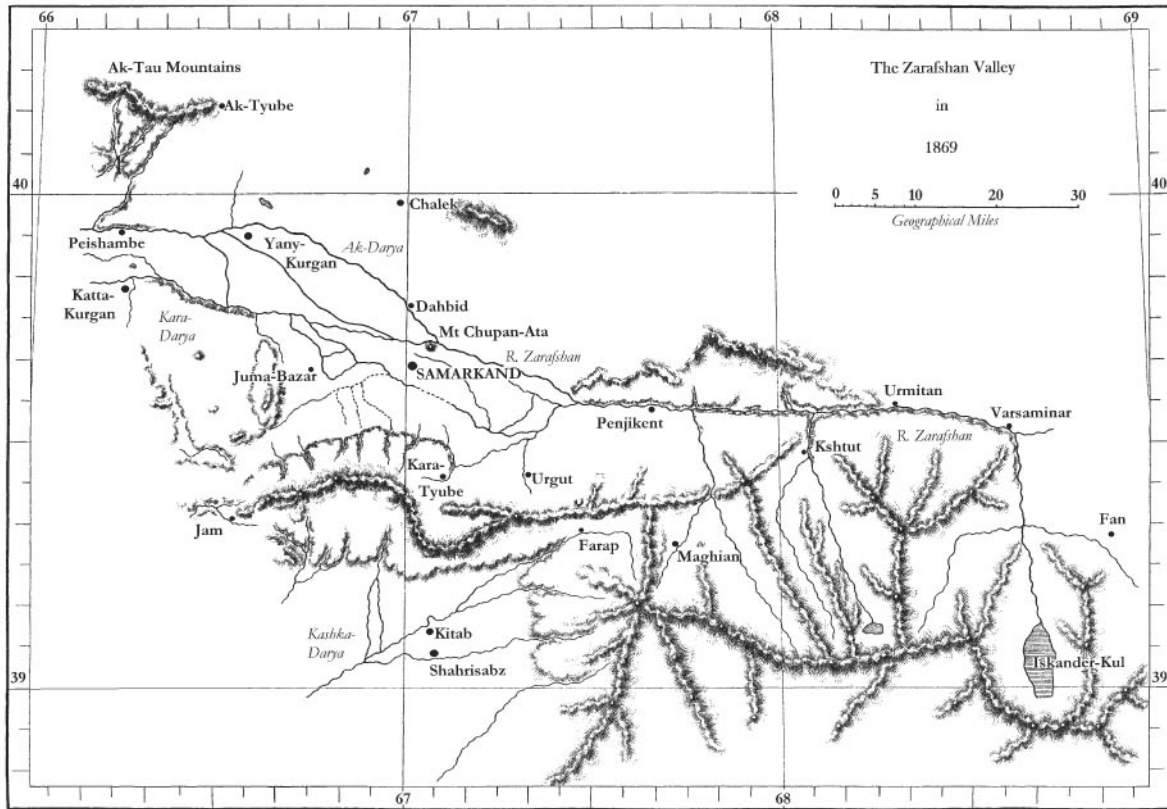 66
67
68
69
Ak-Tau Mountains
Ak-Tyube
The Zarafshan Valley
in
1869
0 5 10 20 30
Geographical Miles
40
40
Chalek
Peishambe
Yany-
Kurgan
Ak-Darya
Katta-
Kurgan
Dahbid
Kara-
Darya
Mt Chupan-Ata
R. Zarafshan
Juma-Bazar
SAMARKAND
Penjikent
Urmitan
Varsaminar
R. Zarafshan
Kshtut
Kara-
Tyube
Urgut
Jam
Farap
Maghian
Fan
Kashka-
Darya
Kitab
Shahrisabz
Iskander-Kul
39
39
67
68